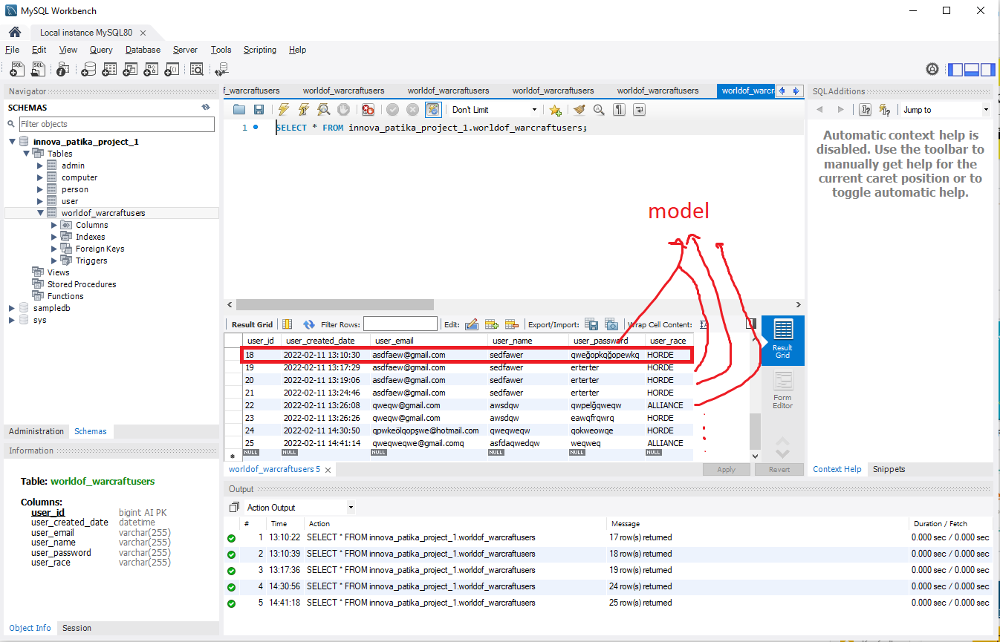 MySQL Workbench
Local instance MySQL80
File Edit View Query Database Server Tools Scripting Help
Navigator
SCHEMAS
Filter objects
innova_patika_project_1
Tables
admin
computer
person
user
worldof_warcraftusers
Columns
Indexes
Foreign Keys
Triggers
Views
Stored Procedures
Functions
sampledb
sys
Administration Schemas
Information
Table: worldof_warcraftusers
Columns:
user_id bigint AI PK
user_created_date datetime
user_email varchar(255)
user_name varchar(255)
user_password varchar(255)
user_race varchar(255)
Object Info Session
f_warcraftusers worldof_warcraftusers worldof_warcraftusers worldof_warcraftusers worldof_warcraftusers worldof_warcr
Don't Limit
1 SELECT * FROM innova_patika_project_1.worldof_warcraftusers;
model
Result Grid Filter Rows: Edit: Export/Import: Wrap Cell Content:
user_id user_created_date user_email user_name user_password user_race
18 2022-02-11 13:10:30 asdfaew@gmail.com sedfawer qweğopkqğopewkq HORDE
19 2022-02-11 13:17:29 asdfaew@gmail.com sedfawer erterter HORDE
20 2022-02-11 13:19:06 asdfaew@gmail.com sedfawer erterter HORDE
21 2022-02-11 13:24:46 asdfaew@gmail.com sedfawer erterter HORDE
22 2022-02-11 13:26:08 qweqw@gmail.com awsdqw qwpelğqweqw ALLIANCE
23 2022-02-11 13:26:26 qweqw@gmail.com awsdqw eawqfrqwrq HORDE
24 2022-02-11 14:30:50 qpwkeölqopşwe@hotmail.com qweqweqw qokweowqe HORDE
25 2022-02-11 14:41:14 qweqweqwe@gmail.comq asfdaqwedqw weqweq ALLIANCE
NULL NULL NULL NULL NULL NULL
Result Grid
Form Editor
worldof_warcraftusers 5
Apply Revert
SQLAdditions
Jump to
Automatic context help is
disabled. Use the toolbar to
manually get help for the
current caret position or to
toggle automatic help.
Context Help Snippets
Output
Action Output
# Time Action Message Duration / Fetch
1 13:10:22 SELECT * FROM innova_patika_project_1.worldof_warcraftusers 17 row(s) returned 0.000 sec / 0.000 sec
2 13:10:39 SELECT * FROM innova_patika_project_1.worldof_warcraftusers 18 row(s) returned 0.000 sec / 0.000 sec
3 13:17:36 SELECT * FROM innova_patika_project_1.worldof_warcraftusers 19 row(s) returned 0.000 sec / 0.000 sec
4 14:30:56 SELECT * FROM innova_patika_project_1.worldof_warcraftusers 24 row(s) returned 0.000 sec / 0.000 sec
5 14:41:18 SELECT * FROM innova_patika_project_1.worldof_warcraftusers 25 row(s) returned 0.000 sec / 0.000 sec